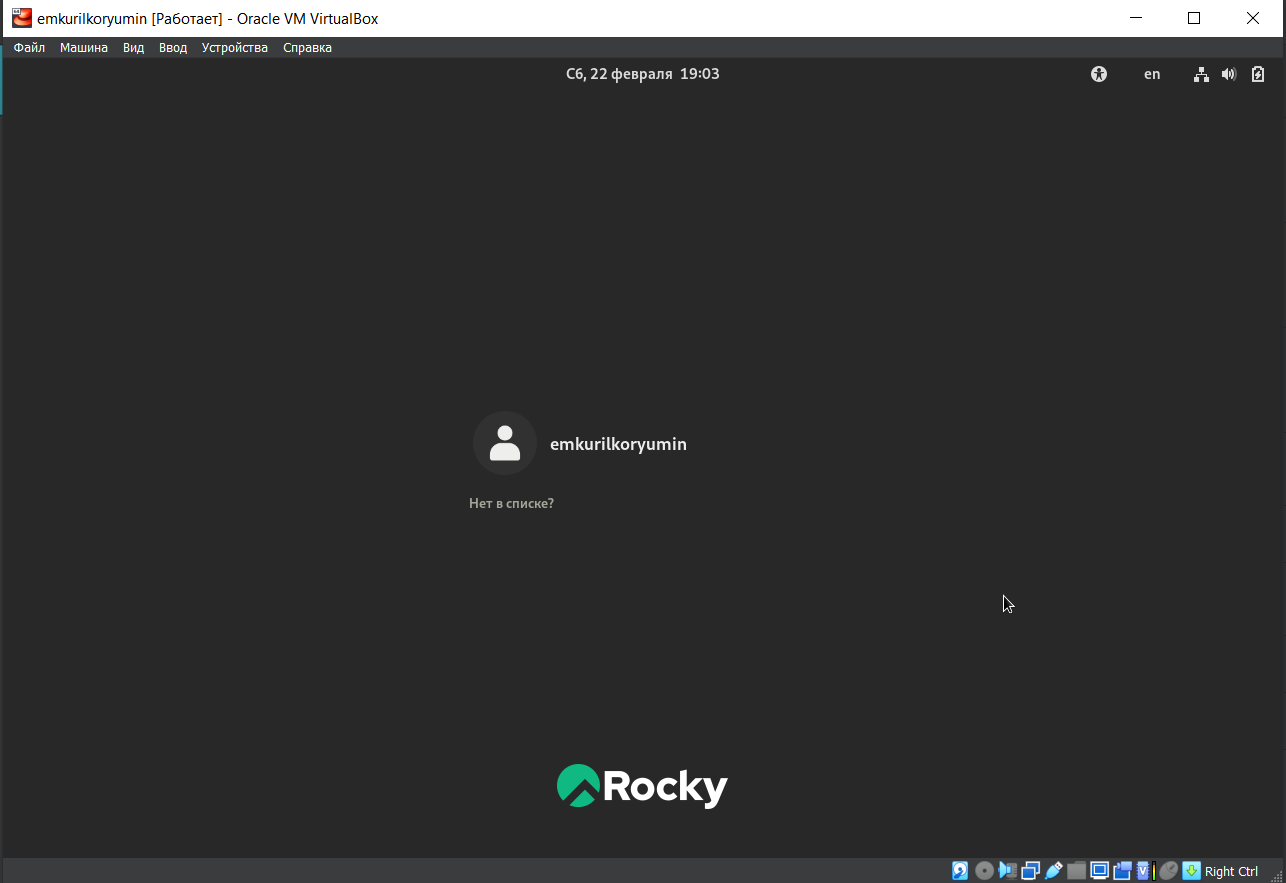 emkurilkoryumin [Работает] - Oracle VM VirtualBox
Файл Машина Вид Ввод Устройства Справка
Сб, 22 февраля 19:03 en
emkurilkoryumin
Нет в списке?
Rocky
Right Ctrl